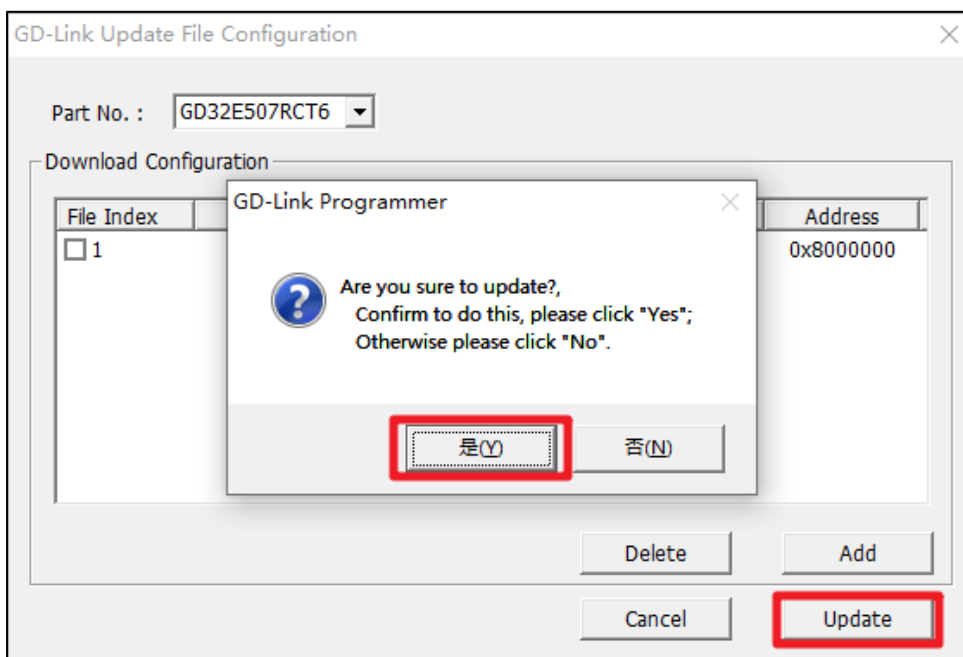 GD-Link Update File Configuration
Part No. : GD32E507RCT6
Download Configuration
File Index Address
1 0x8000000
GD-Link Programmer
Are you sure to update?,
Confirm to do this, please click "Yes";
Otherwise please click "No".
是(Y) 否(N)
Delete Add
Cancel Update